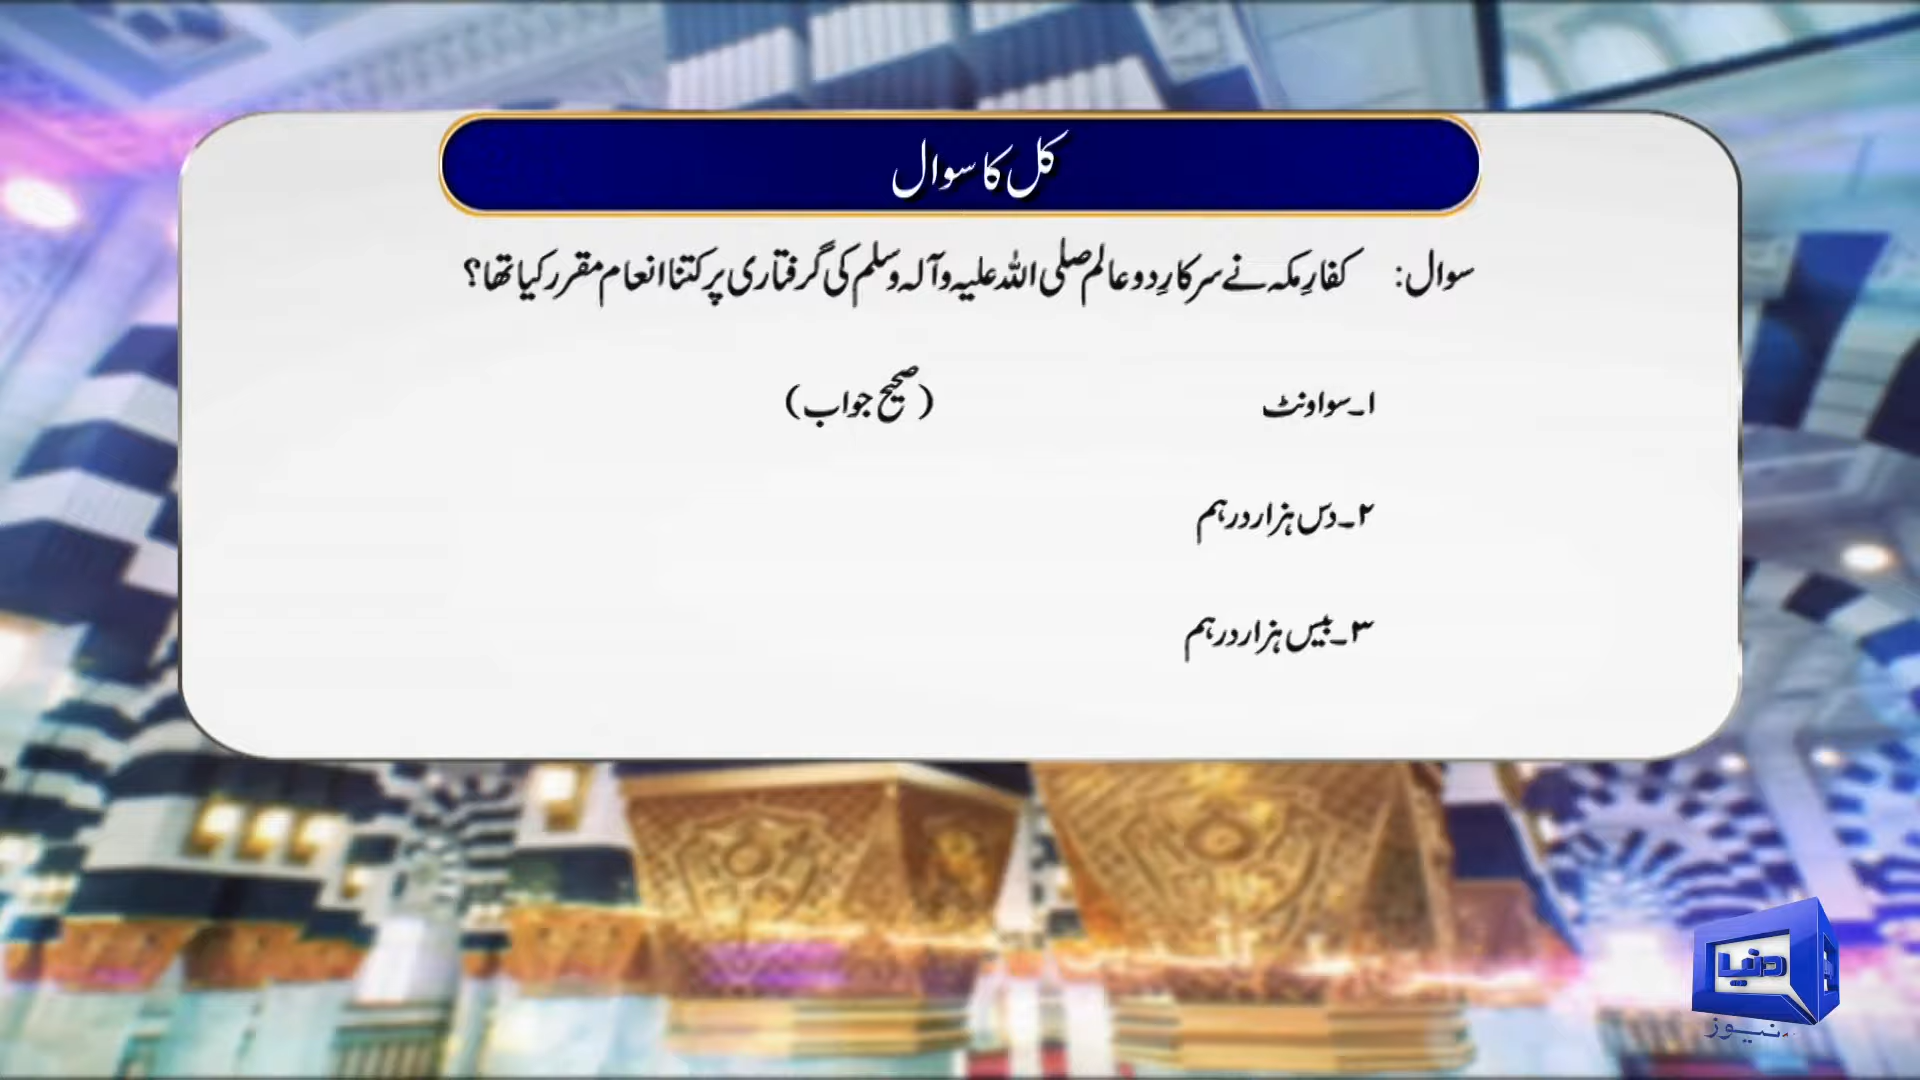 کل کا سوال
سوال: کفارِ مکہ نے سرکارِ دو عالم صلی اللہ علیہ وآلہ وسلم کی گرفتاری پر کتنا انعام مقرر کیا تھا؟
۱۔سو اونٹ (صحیح جواب)
۲۔دس ہزار درہم
۳۔بیس ہزار درہم
دنیا
نیوز